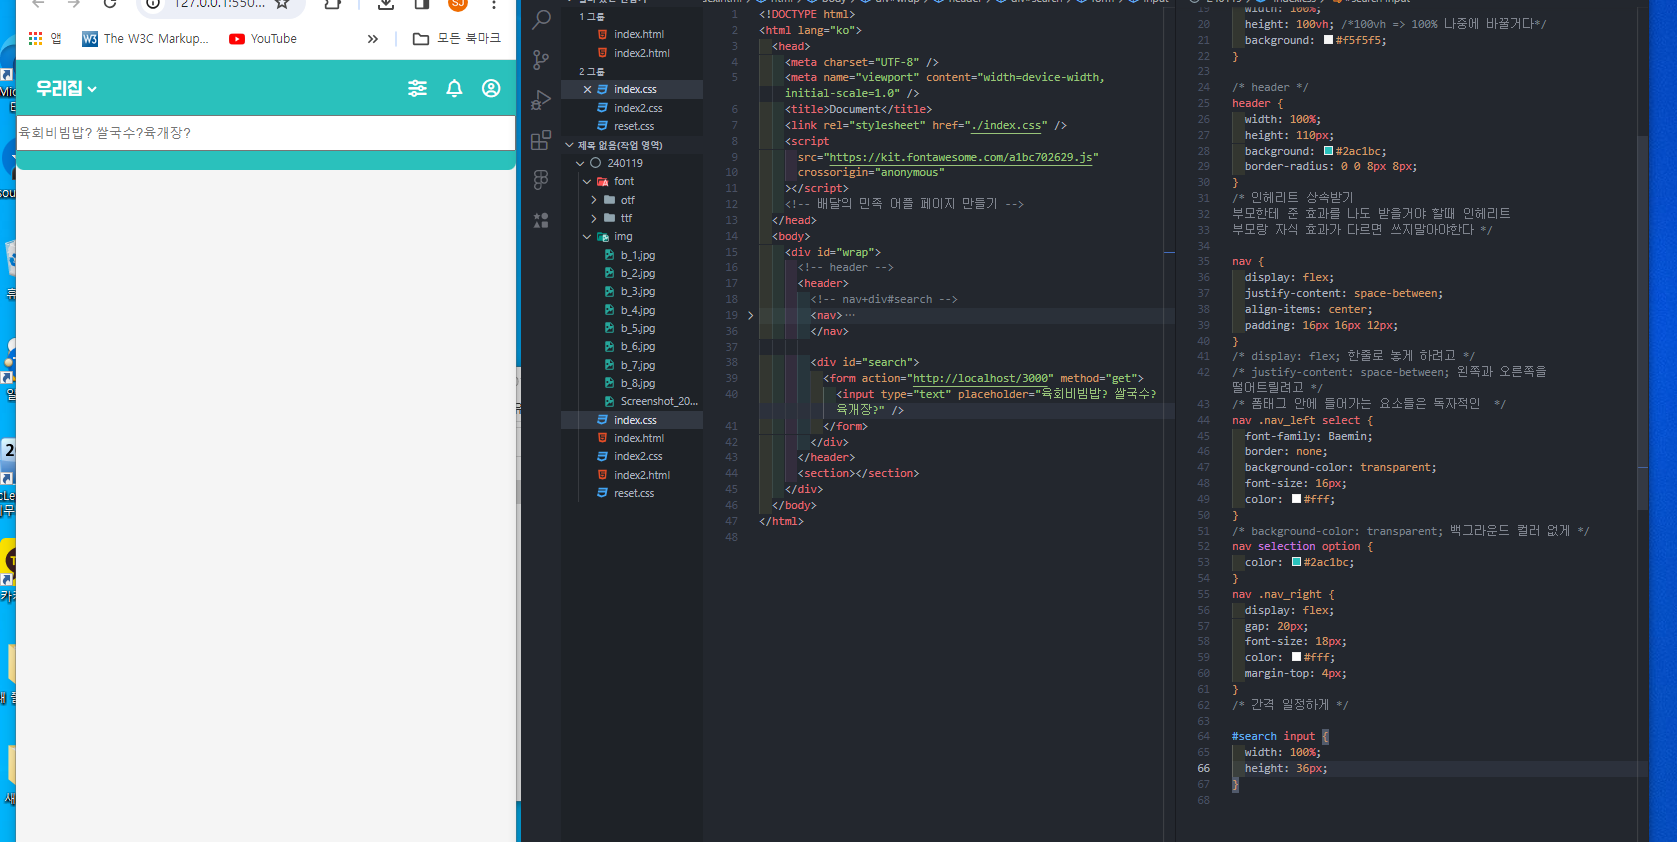 127.0.0.1:550...
SJ
앱
The W3C Markup...
YouTube
모든 북마크
우리집
육회비빔밥? 쌀국수?육개장?
1 그룹
index.html
index2.html
2 그룹
index.css
index2.css
reset.css
제목 없음(작업 영역)
240119
font
otf
ttf
img
b_1.jpg
b_2.jpg
b_3.jpg
b_4.jpg
b_5.jpg
b_6.jpg
b_7.jpg
b_8.jpg
Screenshot_20...
index.css
index.html
index2.css
index2.html
reset.css
1 <!DOCTYPE html>
2 <html lang="ko">
3 <head>
4 <meta charset="UTF-8" />
5 <meta name="viewport" content="width=device-width,
initial-scale=1.0" />
6 <title>Document</title>
7 <link rel="stylesheet" href="./index.css" />
8 <script
9 src="https://kit.fontawesome.com/a1bc702629.js"
10 crossorigin="anonymous"
11 ></script>
12 <!-- 배달의 민족 어플 페이지 만들기 -->
13 </head>
14 <body>
15 <div id="wrap">
16 <!-- header -->
17 <header>
18 <!-- nav+div#search -->
19 <nav>…
36 </nav>
37
38 <div id="search">
39 <form action="http://localhost/3000" method="get">
40 <input type="text" placeholder="육회비빔밥? 쌀국수?
육개장?" />
41 </form>
42 </div>
43 </header>
44 <section></section>
45 </div>
46 </body>
47 </html>
48
19 width: 100%;
20 height: 100vh; /*100vh => 100% 나중에 바꿀거다*/
21 background: #f5f5f5;
22 }
23
24 /* header */
25 header {
26 width: 100%;
27 height: 110px;
28 background: #2ac1bc;
29 border-radius: 0 0 8px 8px;
30 }
31 /* 인헤리트 상속받기
32 부모한테 준 효과를 나도 받을거야 할때 인헤리트
33 부모랑 자식 효과가 다르면 쓰지말아야한다 */
34
35 nav {
36 display: flex;
37 justify-content: space-between;
38 align-items: center;
39 padding: 16px 16px 12px;
40 }
41 /* display: flex; 한줄로 놓게 하려고 */
42 /* justify-content: space-between; 왼쪽과 오른쪽을
떨어트릴려고 */
43 /* 폼태그 안에 들어가는 요소들은 독자적인 */
44 nav .nav_left select {
45 font-family: Baemin;
46 border: none;
47 background-color: transparent;
48 font-size: 16px;
49 color: #fff;
50 }
51 /* background-color: transparent; 백그라운드 컬러 없게 */
52 nav selection option {
53 color: #2ac1bc;
54 }
55 nav .nav_right {
56 display: flex;
57 gap: 20px;
58 font-size: 18px;
59 color: #fff;
60 margin-top: 4px;
61 }
62 /* 간격 일정하게 */
63
64 #search input {
65 width: 100%;
66 height: 36px;
67 }
68